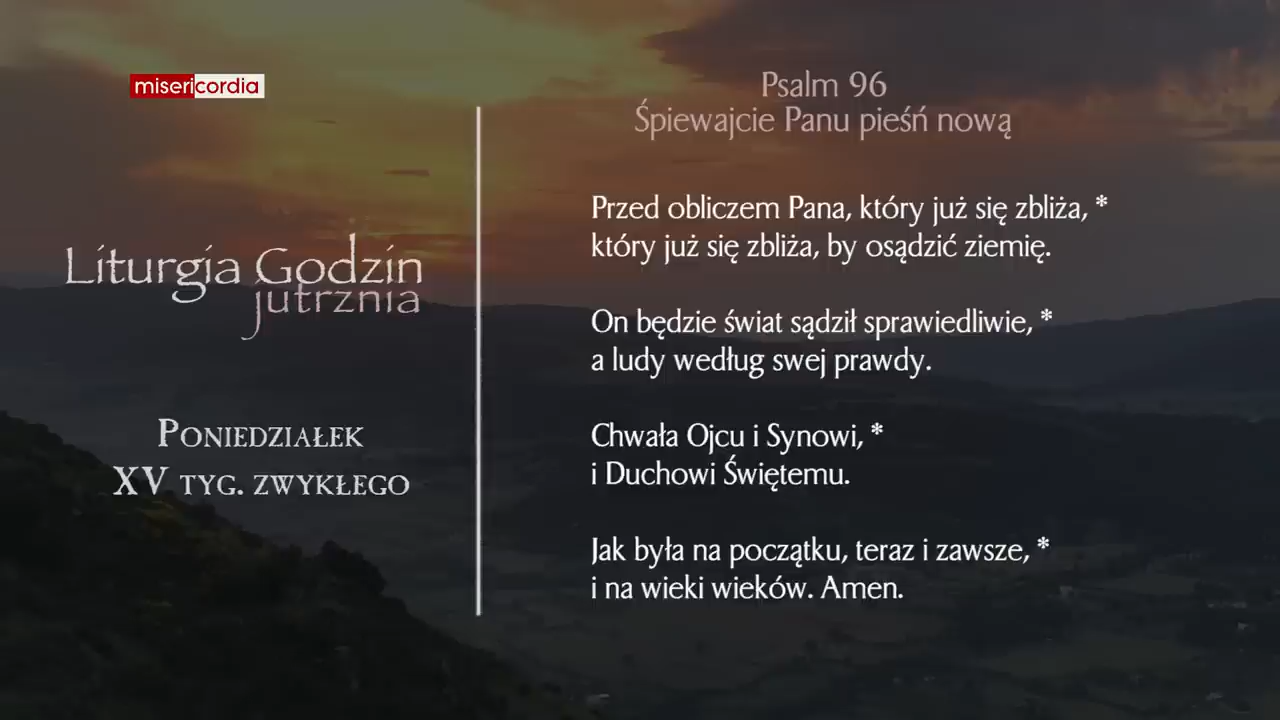 misericordia
Liturgia Godzin
jutrznia
Poniedziałek
XV tyg. zwykłego
Psalm 96
Śpiewajcie Panu pieśń nową
Przed obliczem Pana, który już się zbliża, *
który już się zbliża, by osądzić ziemię.
On będzie świat sądził sprawiedliwie, *
a ludy według swej prawdy.
Chwała Ojcu i Synowi, *
i Duchowi Świętemu.
Jak była na początku, teraz i zawsze, *
i na wieki wieków. Amen.